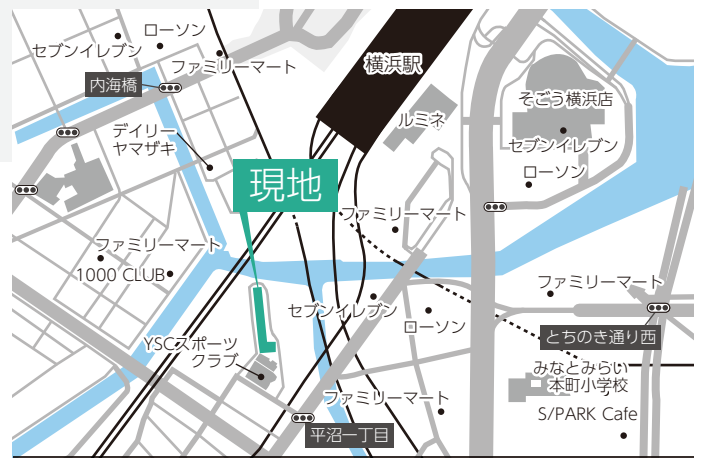 ローソン
セブンイレブン
ファミリーマート
横浜駅
内海橋
そごう横浜店
ルミネ
デイリー
ヤマザキ
セブンイレブン
ローソン
現地
ファミリーマート
ファミリーマート
1000 CLUB
ファミリーマート
セブンイレブン
ローソン
とちのき通り西
YSCスポーツ
クラブ
みなとみらい
本町小学校
ファミリーマート
S/PARK Cafe
平沼一丁目